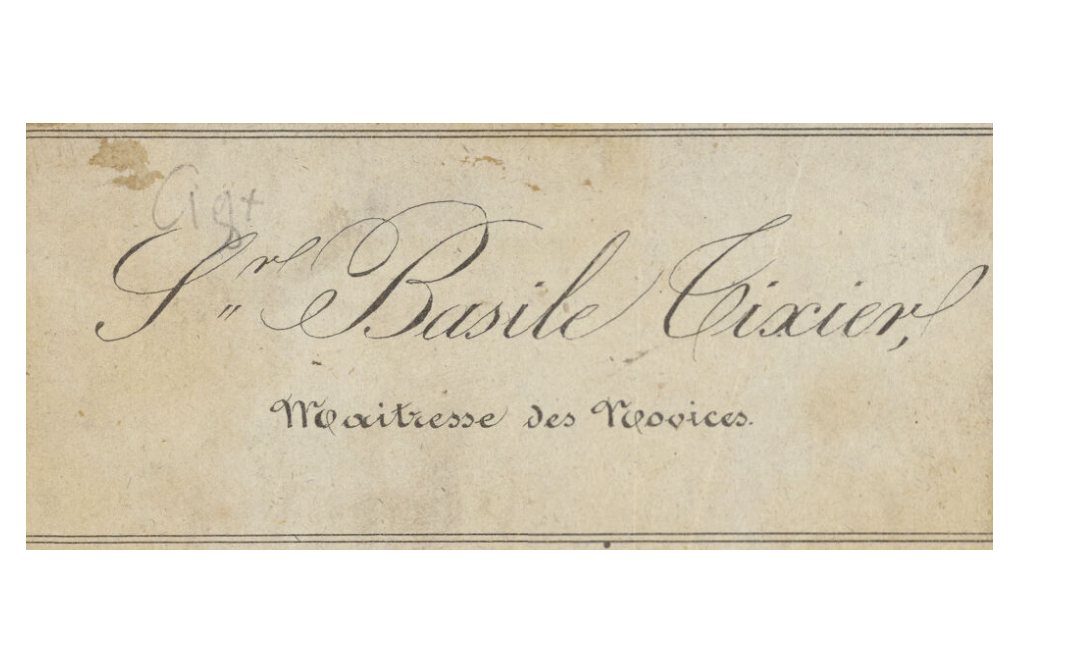 Sr Basile Tixier,
Maitresse des Novices.